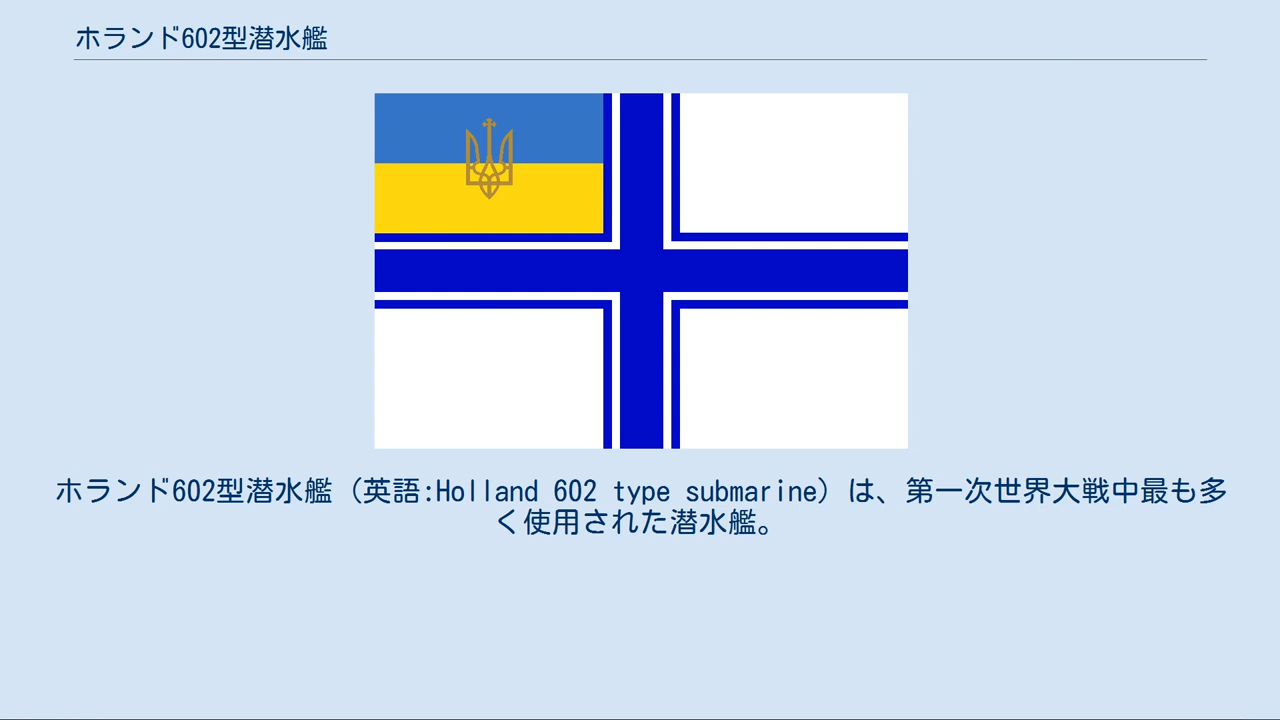 ホランド602型潜水艦
ホランド602型潜水艦（英語:Holland 602 type submarine）は、第一次世界大戦中最も多
く使用された潜水艦。